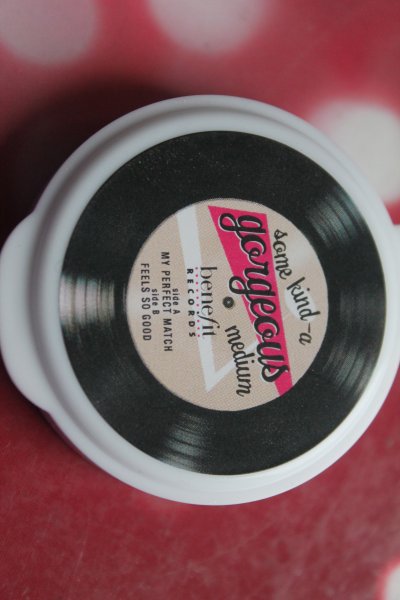 some kind-a
gorgeous
medium
benefit
RECORDS
side A
MY PERFECT MATCH
side B
FEELS SO GOOD